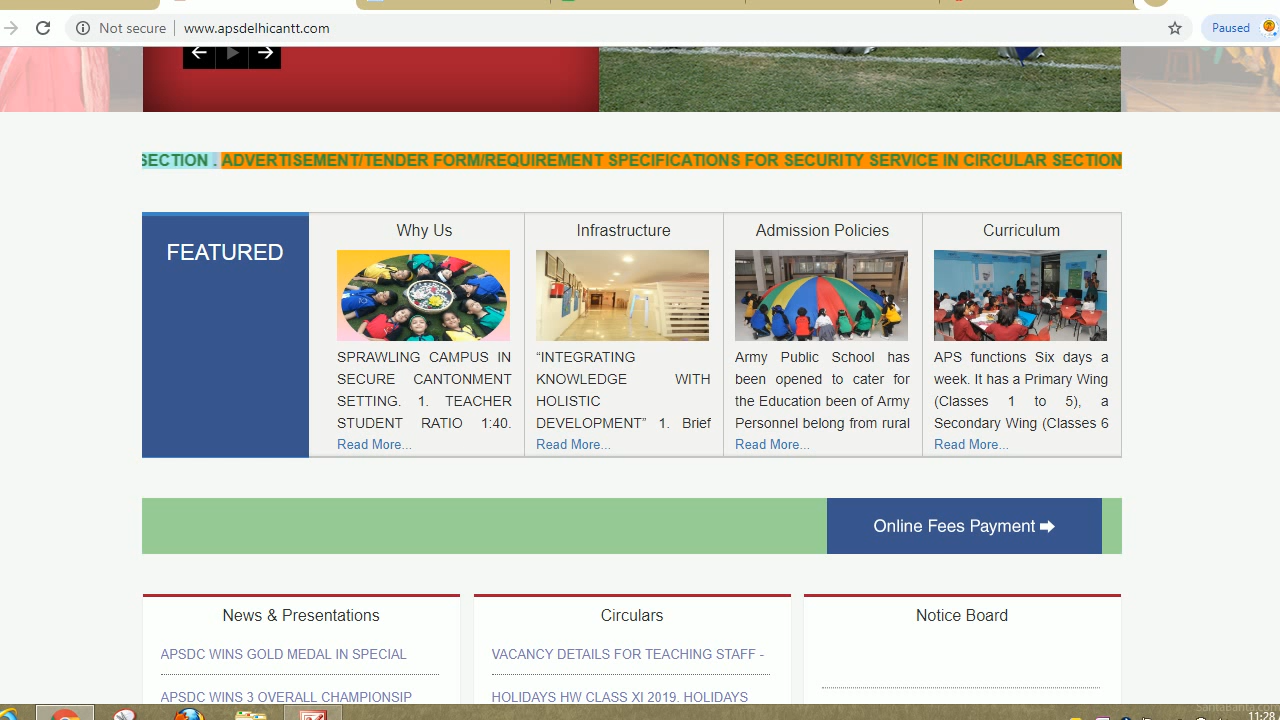 Not secure
www.apsdelhicantt.com
Paused
SECTION . ADVERTISEMENT/TENDER FORM/REQUIREMENT SPECIFICATIONS FOR SECURITY SERVICE IN CIRCULAR SECTION
FEATURED
Why Us
SPRAWLING CAMPUS IN
SECURE CANTONMENT
SETTING. 1. TEACHER
STUDENT RATIO 1:40.
Read More...
Infrastructure
“INTEGRATING
KNOWLEDGE WITH
HOLISTIC
DEVELOPMENT” 1. Brief
Read More...
Admission Policies
Army Public School has
been opened to cater for
the Education been of Army
Personnel belong from rural
Read More...
Curriculum
APS functions Six days a
week. It has a Primary Wing
(Classes 1 to 5), a
Secondary Wing (Classes 6
Read More...
Online Fees Payment
News & Presentations
APSDC WINS GOLD MEDAL IN SPECIAL
APSDC WINS 3 OVERALL CHAMPIONSIP
Circulars
VACANCY DETAILS FOR TEACHING STAFF -
HOLIDAYS HW CLASS XI 2019. HOLIDAYS
Notice Board
SantaBanta.com
11:28